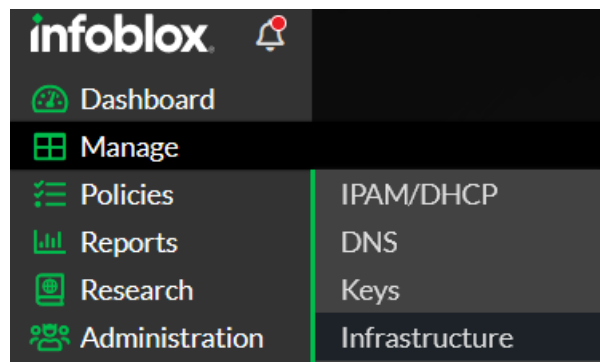 infoblox.
Dashboard
Manage
Policies
IPAM/DHCP
Reports
DNS
Research
Keys
Administration
Infrastructure